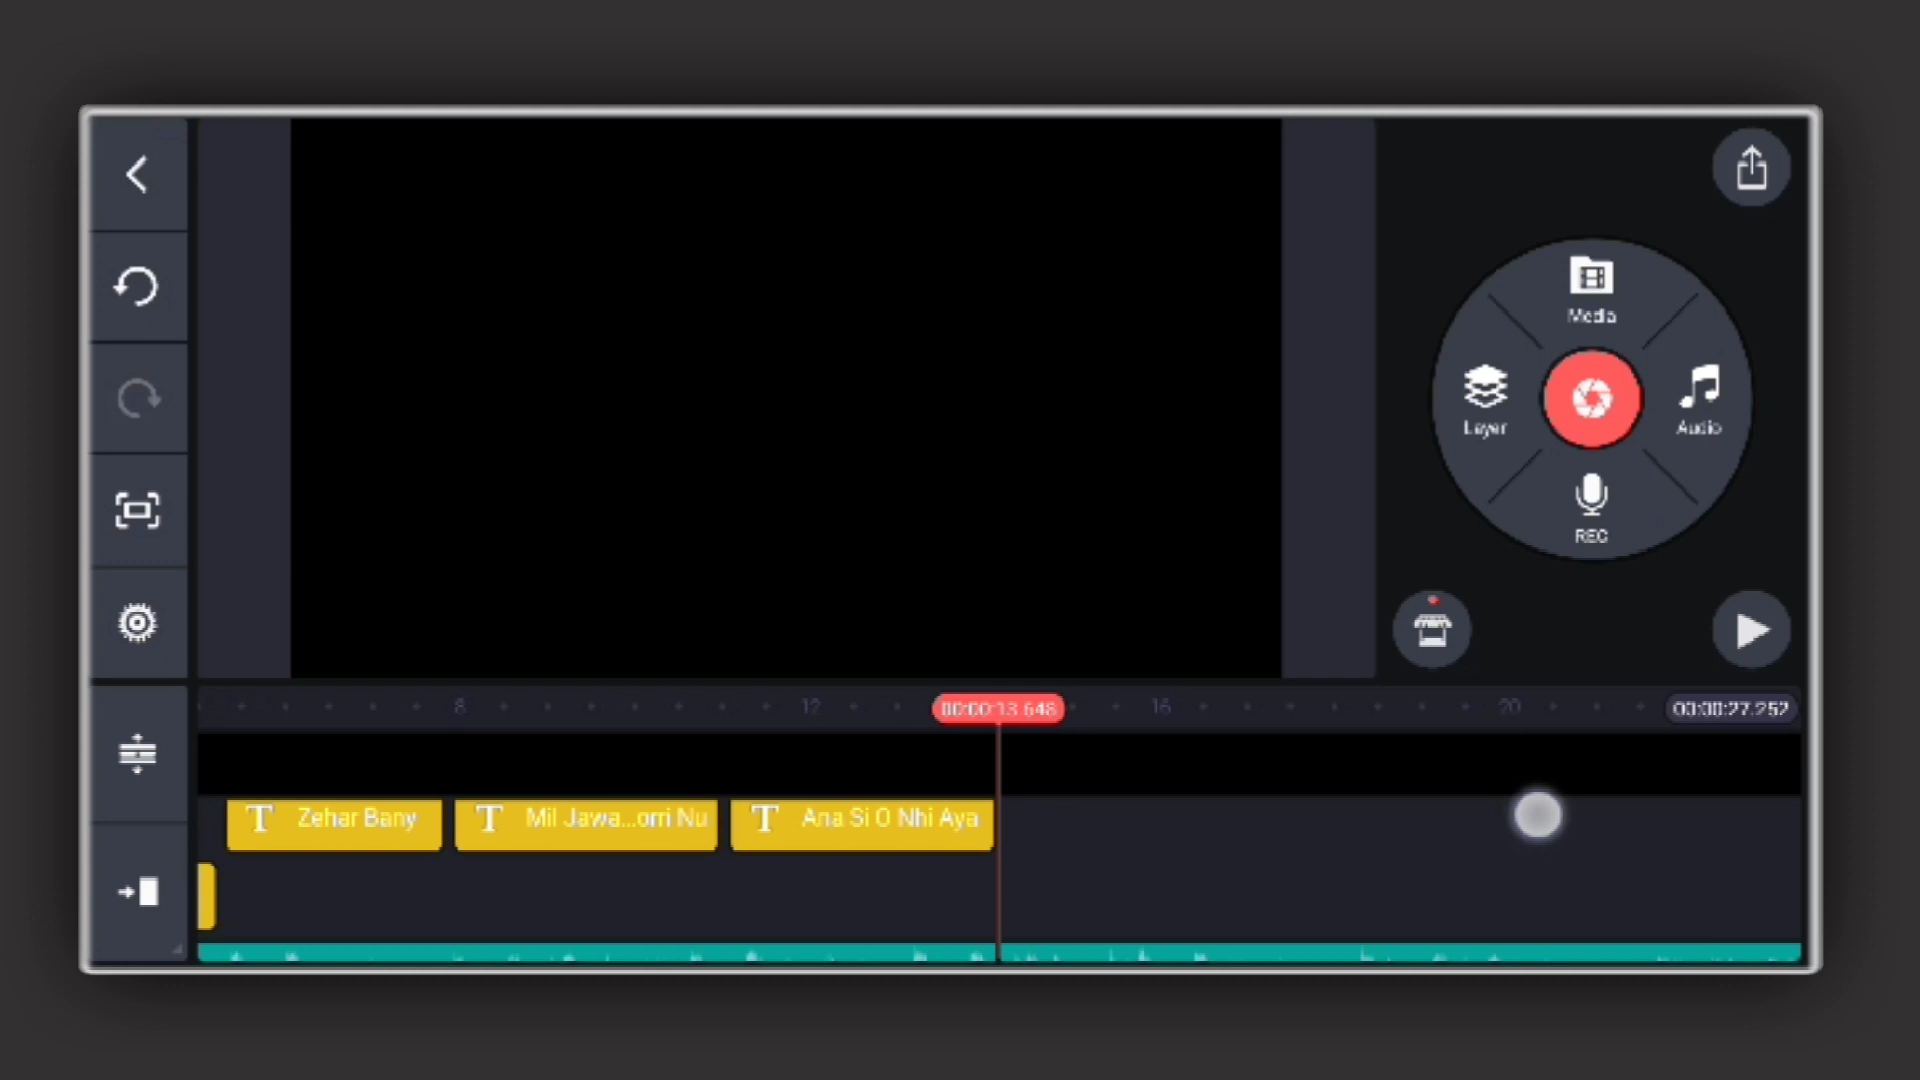 Media
Layer
Audio
REC
8
12
00:00:13.648
16
20
00:00:27.252
T Zehar Bany
T Mil Jawa...orri Nu
T Ana Si O Nhi Aya